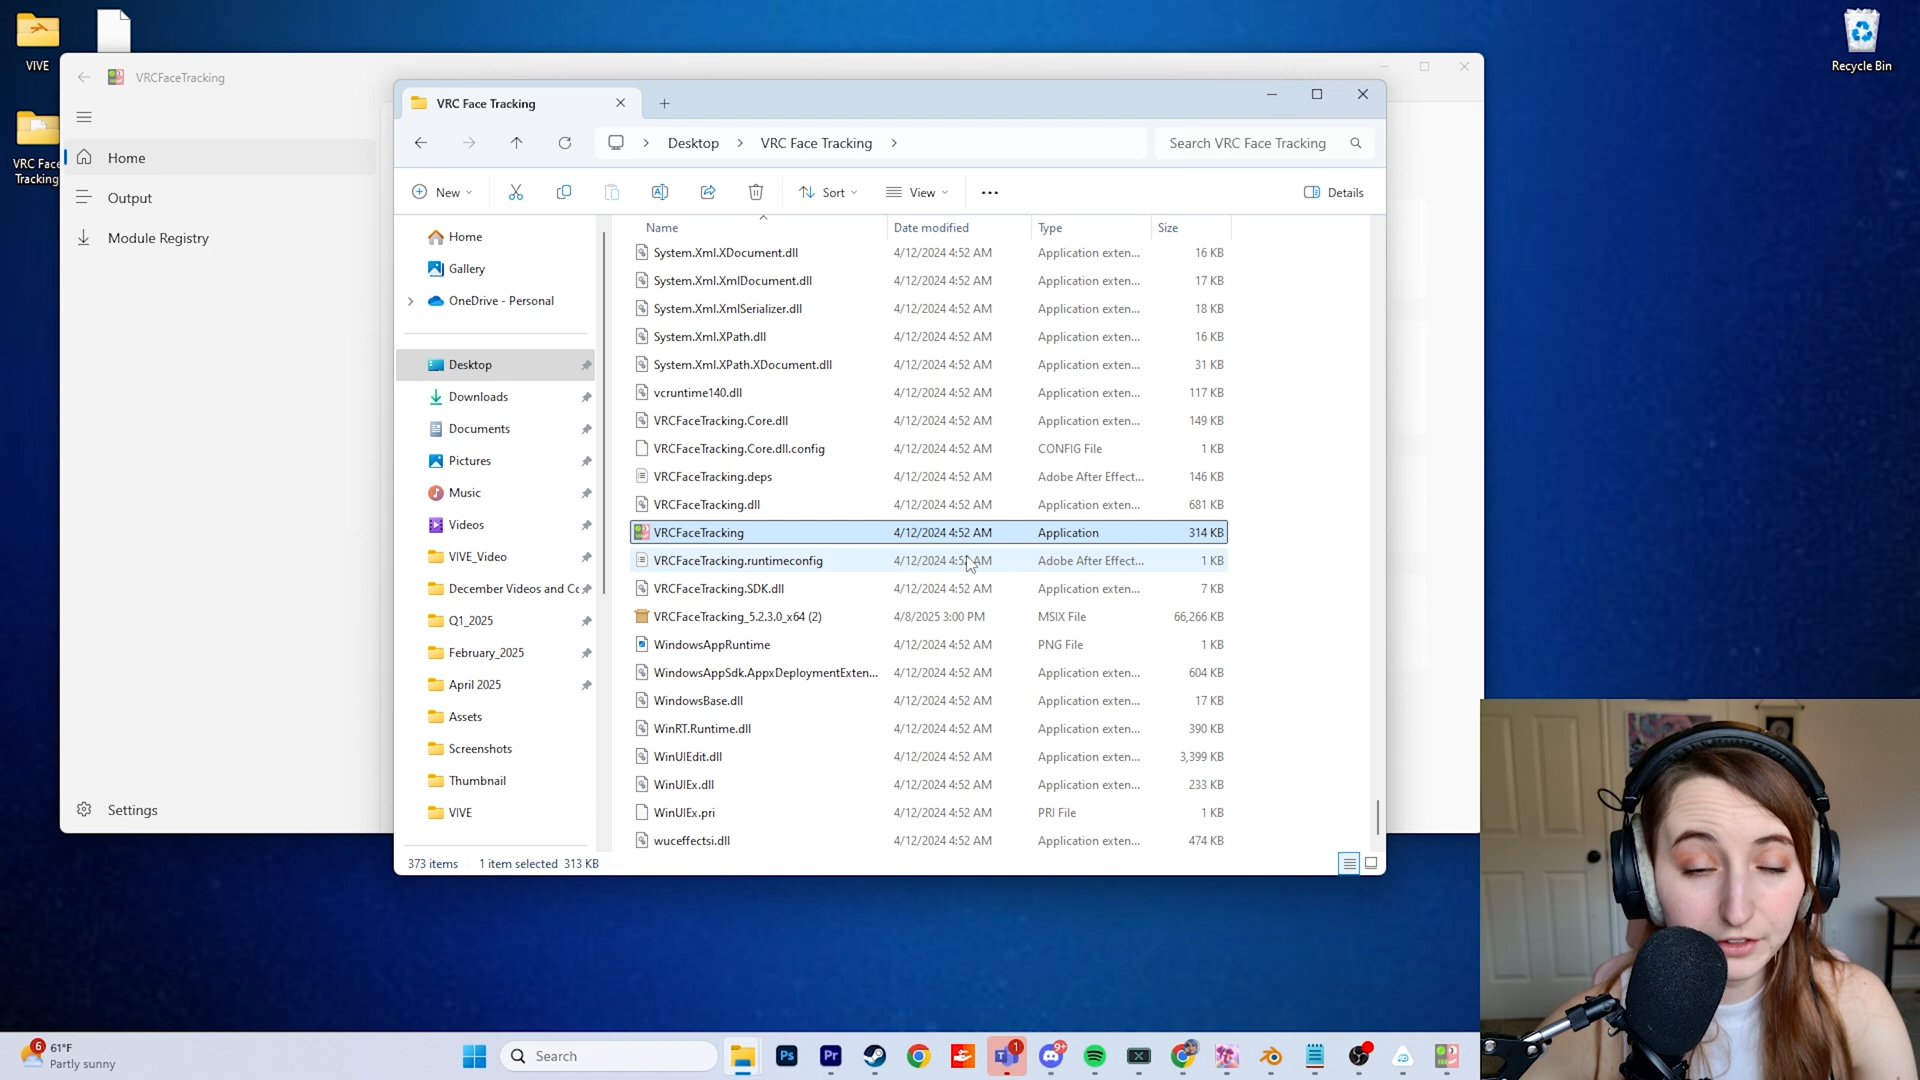 VIVE
VRC Face
Tracking
Recycle Bin
VRCFaceTracking
Home
Output
Module Registry
Settings
VRC Face Tracking
Desktop
VRC Face Tracking
Search VRC Face Tracking
New
Sort
View
Details
Home
Gallery
OneDrive - Personal
Desktop
Downloads
Documents
Pictures
Music
Videos
VIVE_Video
December Videos and Cc
Q1_2025
February_2025
April 2025
Assets
Screenshots
Thumbnail
VIVE
Name Date modified Type Size
System.Xml.XDocument.dll 4/12/2024 4:52 AM Application exten... 16 KB
System.Xml.XmlDocument.dll 4/12/2024 4:52 AM Application exten... 17 KB
System.Xml.XmlSerializer.dll 4/12/2024 4:52 AM Application exten... 18 KB
System.Xml.XPath.dll 4/12/2024 4:52 AM Application exten... 16 KB
System.Xml.XPath.XDocument.dll 4/12/2024 4:52 AM Application exten... 31 KB
vcruntime140.dll 4/12/2024 4:52 AM Application exten... 117 KB
VRCFaceTracking.Core.dll 4/12/2024 4:52 AM Application exten... 149 KB
VRCFaceTracking.Core.dll.config 4/12/2024 4:52 AM CONFIG File 1 KB
VRCFaceTracking.deps 4/12/2024 4:52 AM Adobe After Effect... 146 KB
VRCFaceTracking.dll 4/12/2024 4:52 AM Application exten... 681 KB
VRCFaceTracking 4/12/2024 4:52 AM Application 314 KB
VRCFaceTracking.runtimeconfig 4/12/2024 4:52 AM Adobe After Effect... 1 KB
VRCFaceTracking.SDK.dll 4/12/2024 4:52 AM Application exten... 7 KB
VRCFaceTracking_5.2.3.0_x64 (2) 4/8/2025 3:00 PM MSIX File 66,266 KB
WindowsAppRuntime 4/12/2024 4:52 AM PNG File 1 KB
WindowsAppSdk.AppxDeploymentExten... 4/12/2024 4:52 AM Application exten... 604 KB
WindowsBase.dll 4/12/2024 4:52 AM Application exten... 17 KB
WinRT.Runtime.dll 4/12/2024 4:52 AM Application exten... 390 KB
WinUIEdit.dll 4/12/2024 4:52 AM Application exten... 3,399 KB
WinUIEx.dll 4/12/2024 4:52 AM Application exten... 233 KB
WinUIEx.pri 4/12/2024 4:52 AM PRI File 1 KB
wuceffectsi.dll 4/12/2024 4:52 AM Application exten... 474 KB
373 items 1 item selected 313 KB
6
61°F
Partly sunny
Search
Ps
Pr
1
9+